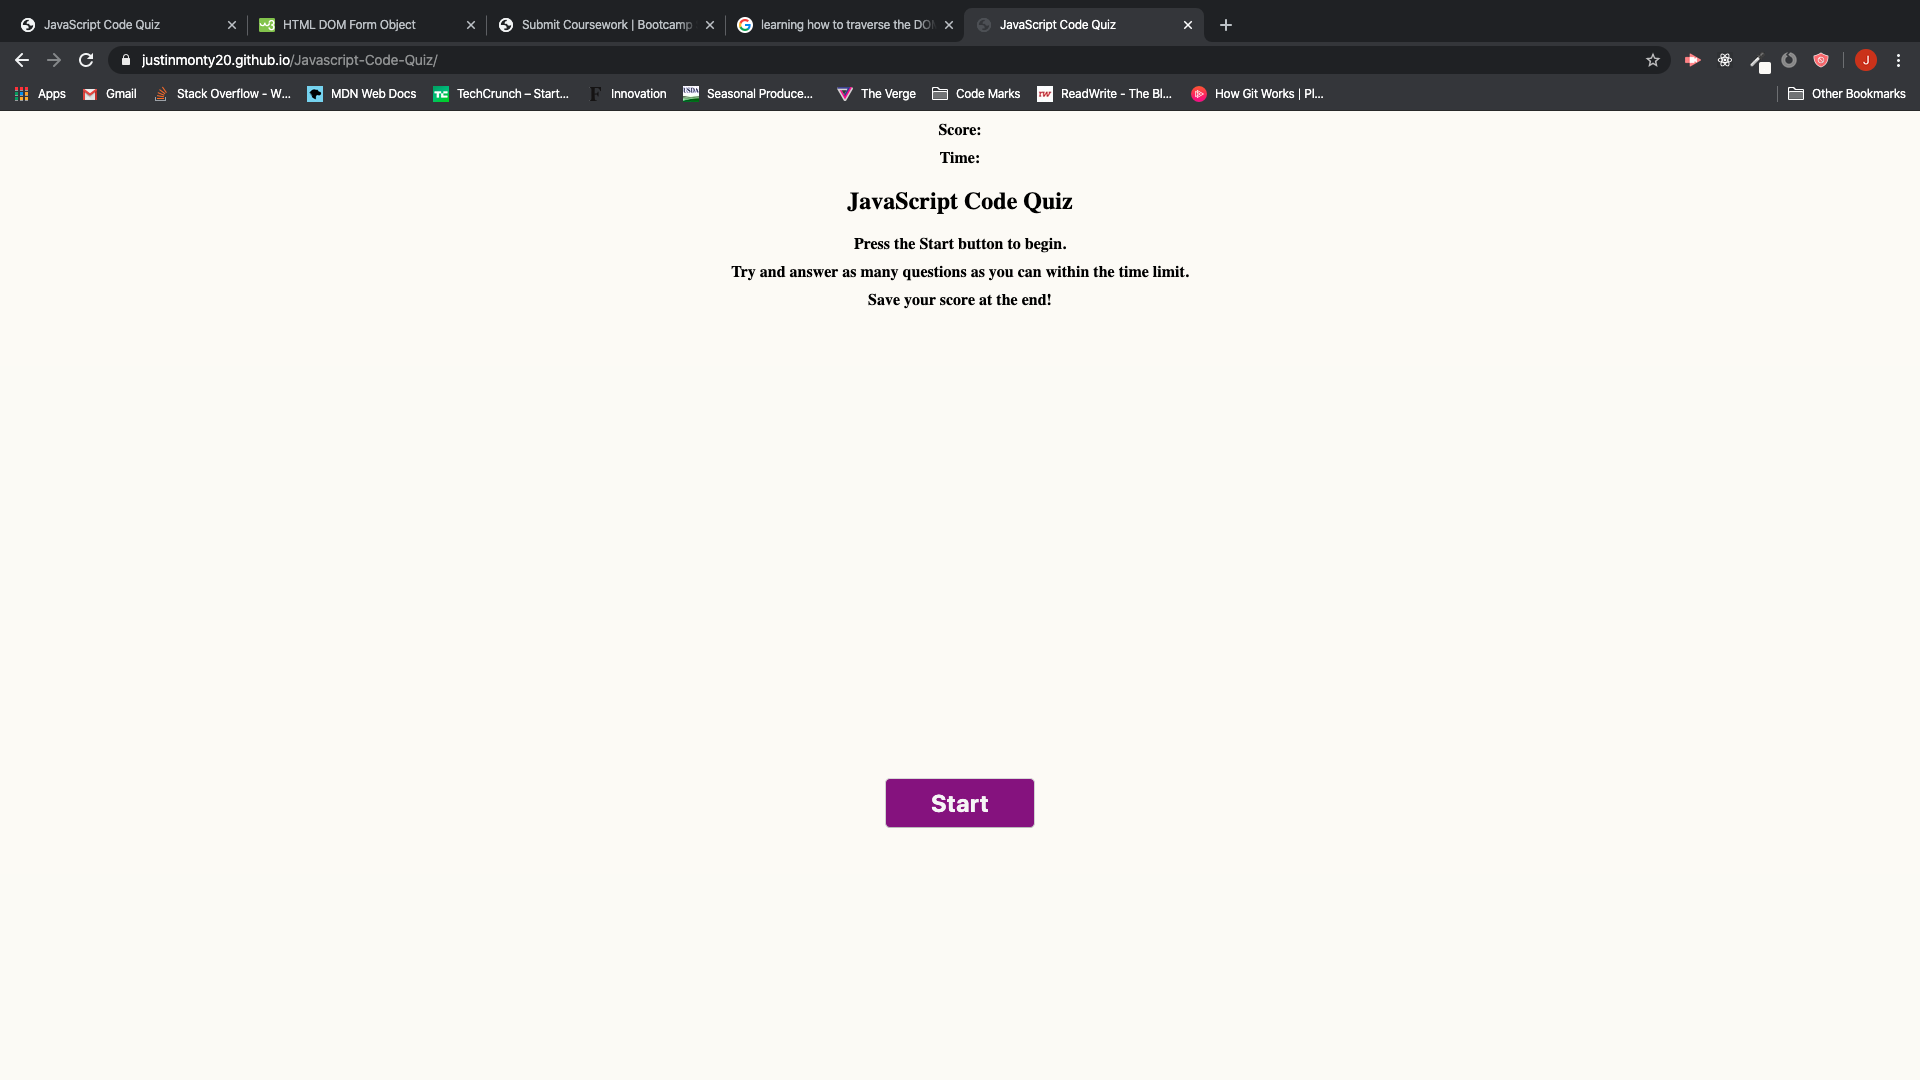 JavaScript Code Quiz
HTML DOM Form Object
Submit Coursework | Bootcamp
learning how to traverse the DOM
JavaScript Code Quiz
justinmonty20.github.io/Javascript-Code-Quiz/
J
Apps
Gmail
Stack Overflow - W...
MDN Web Docs
TechCrunch – Start...
Innovation
Seasonal Produce...
The Verge
Code Marks
ReadWrite - The Bl...
How Git Works | Pl...
Other Bookmarks
Score:
Time:
JavaScript Code Quiz
Press the Start button to begin.
Try and answer as many questions as you can within the time limit.
Save your score at the end!
Start